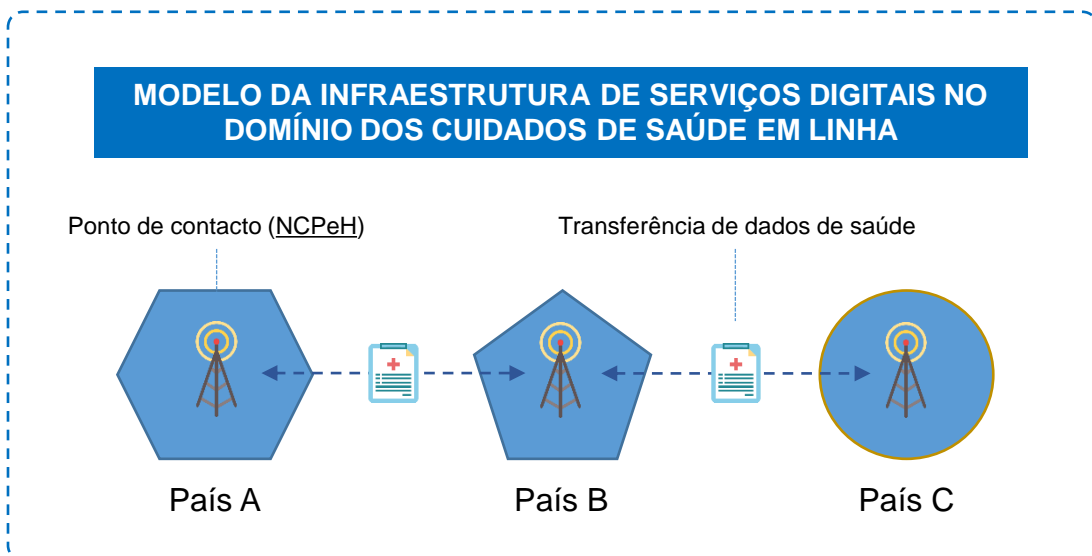 MODELO DA INFRAESTRUTURA DE SERVIÇOS DIGITAIS NO
DOMÍNIO DOS CUIDADOS DE SAÚDE EM LINHA
Ponto de contacto (NCPeH)
Transferência de dados de saúde
País A
País B
País C